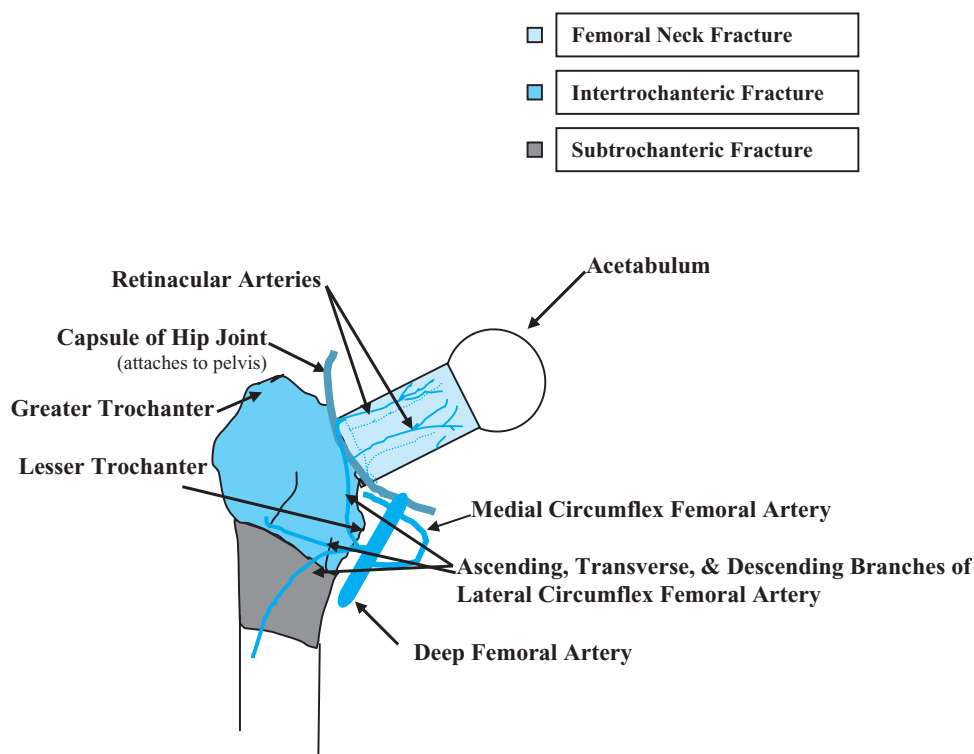 Femoral Neck Fracture
Intertrochanteric Fracture
Subtrochanteric Fracture
Acetabulum
Retinacular Arteries
Capsule of Hip Joint
(attaches to pelvis)
Greater Trochanter
Lesser Trochanter
Medial Circumflex Femoral Artery
Ascending, Transverse, & Descending Branches of
Lateral Circumflex Femoral Artery
Deep Femoral Artery